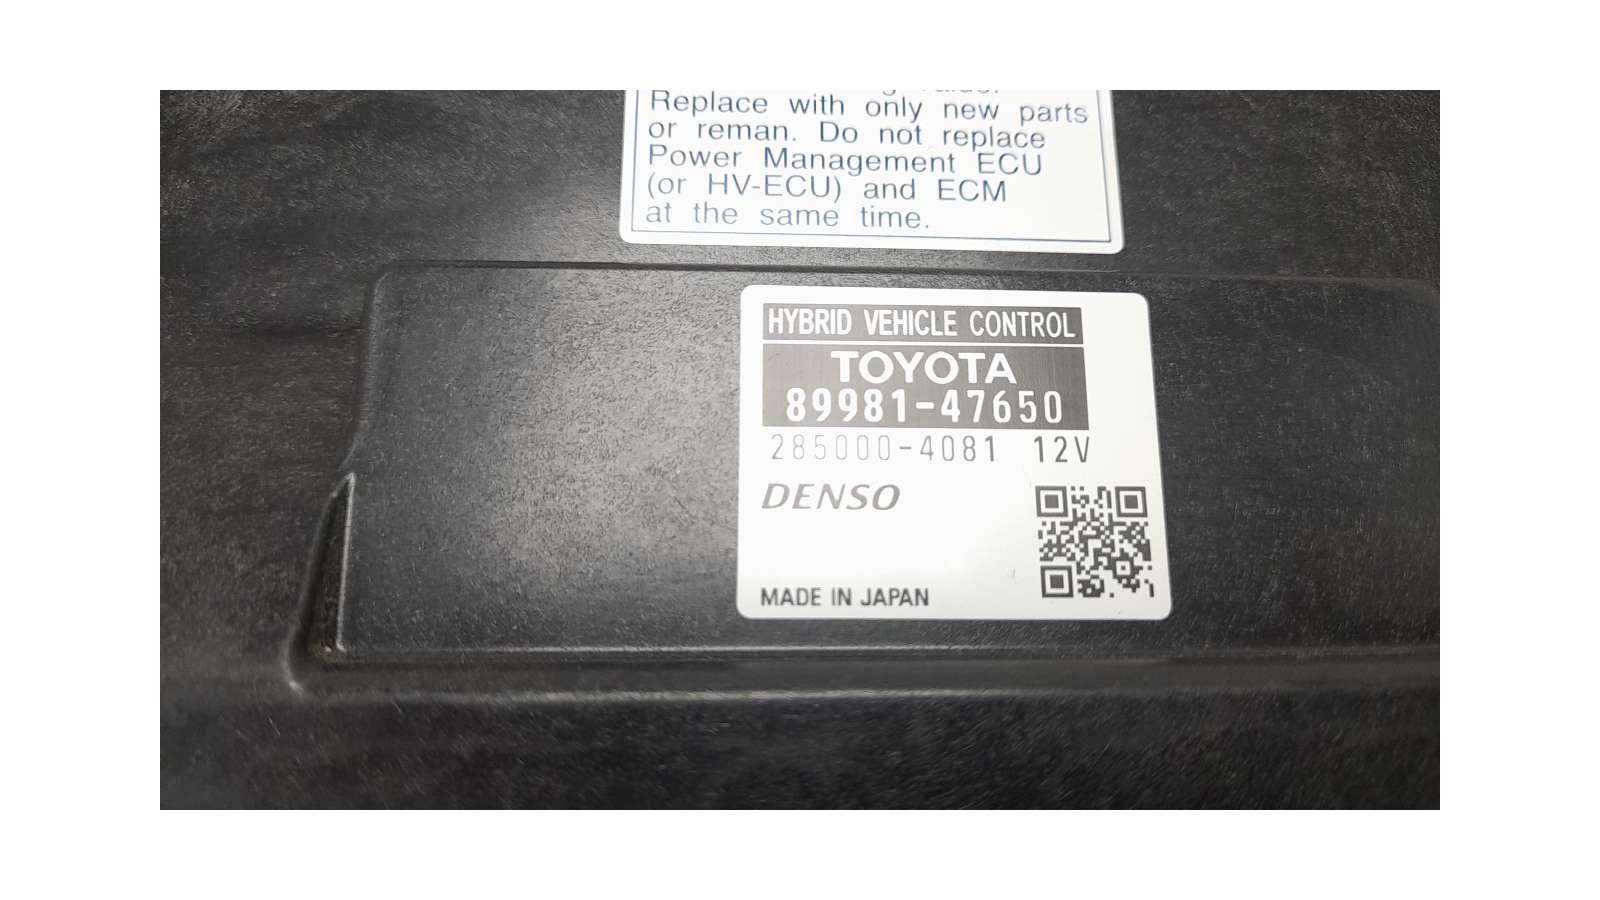 Replace with only new parts
or reman. Do not replace
Power Management ECU
(or HV-ECU) and ECM
at the same time.
HYBRID VEHICLE CONTROL
TOYOTA
89981-47650
285000-4081 12V
DENSO
MADE IN JAPAN